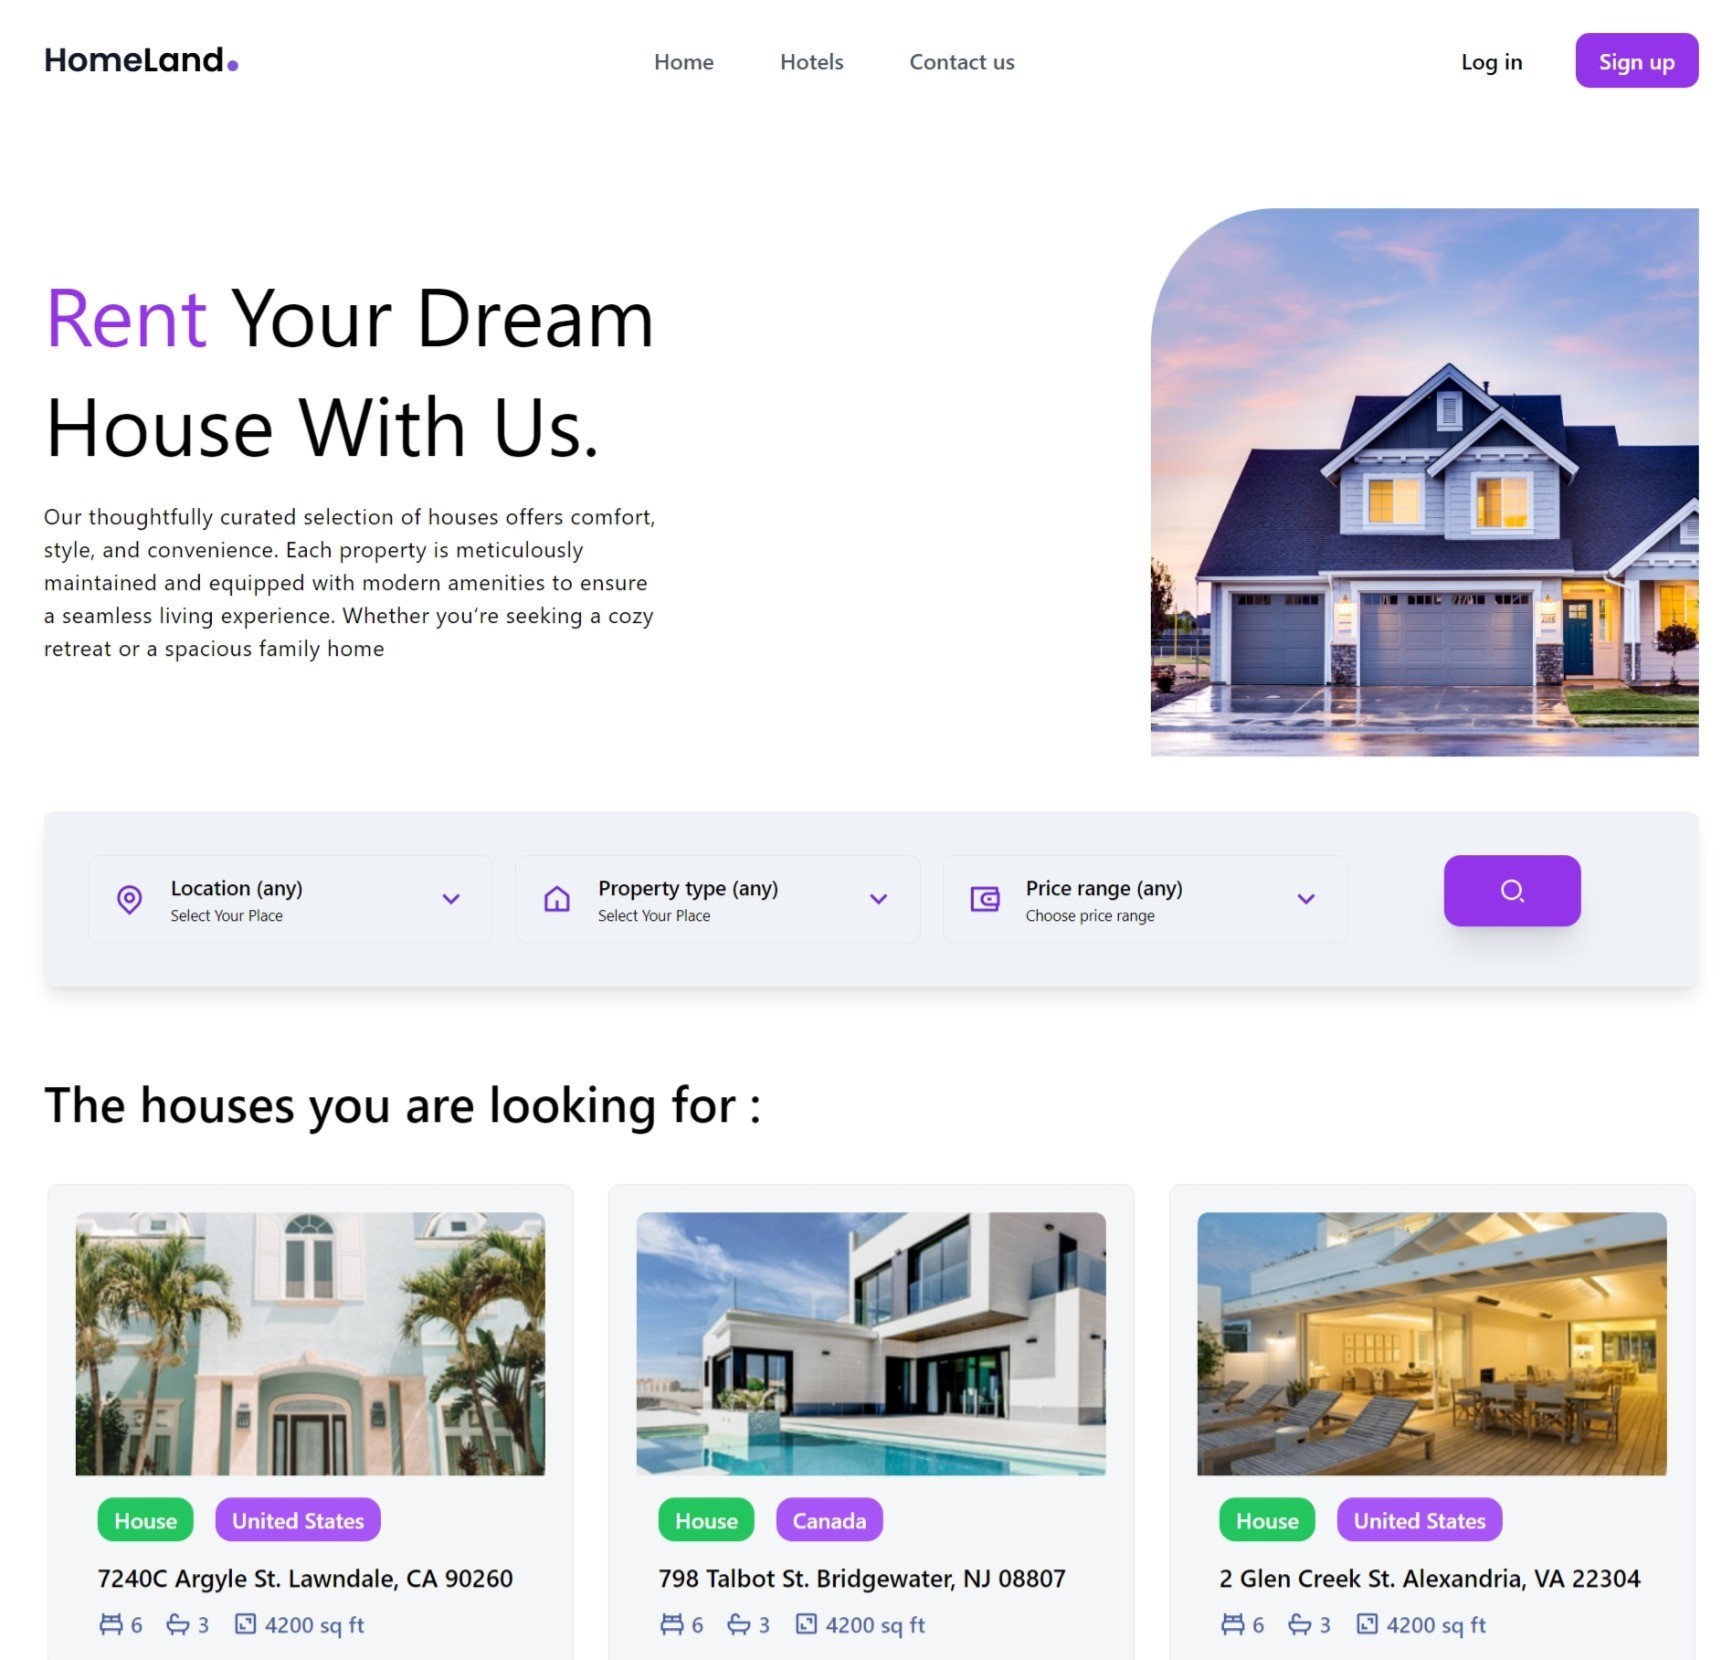 HomeLand.
Home Hotels Contact us
Log in Sign up
Rent Your Dream
House With Us.
Our thoughtfully curated selection of houses offers comfort,
style, and convenience. Each property is meticulously
maintained and equipped with modern amenities to ensure
a seamless living experience. Whether you're seeking a cozy
retreat or a spacious family home
Location (any)
Select Your Place
Property type (any)
Select Your Place
Price range (any)
Choose price range
The houses you are looking for :
House United States
7240C Argyle St. Lawndale, CA 90260
6 3 4200 sq ft
House Canada
798 Talbot St. Bridgewater, NJ 08807
6 3 4200 sq ft
House United States
2 Glen Creek St. Alexandria, VA 22304
6 3 4200 sq ft